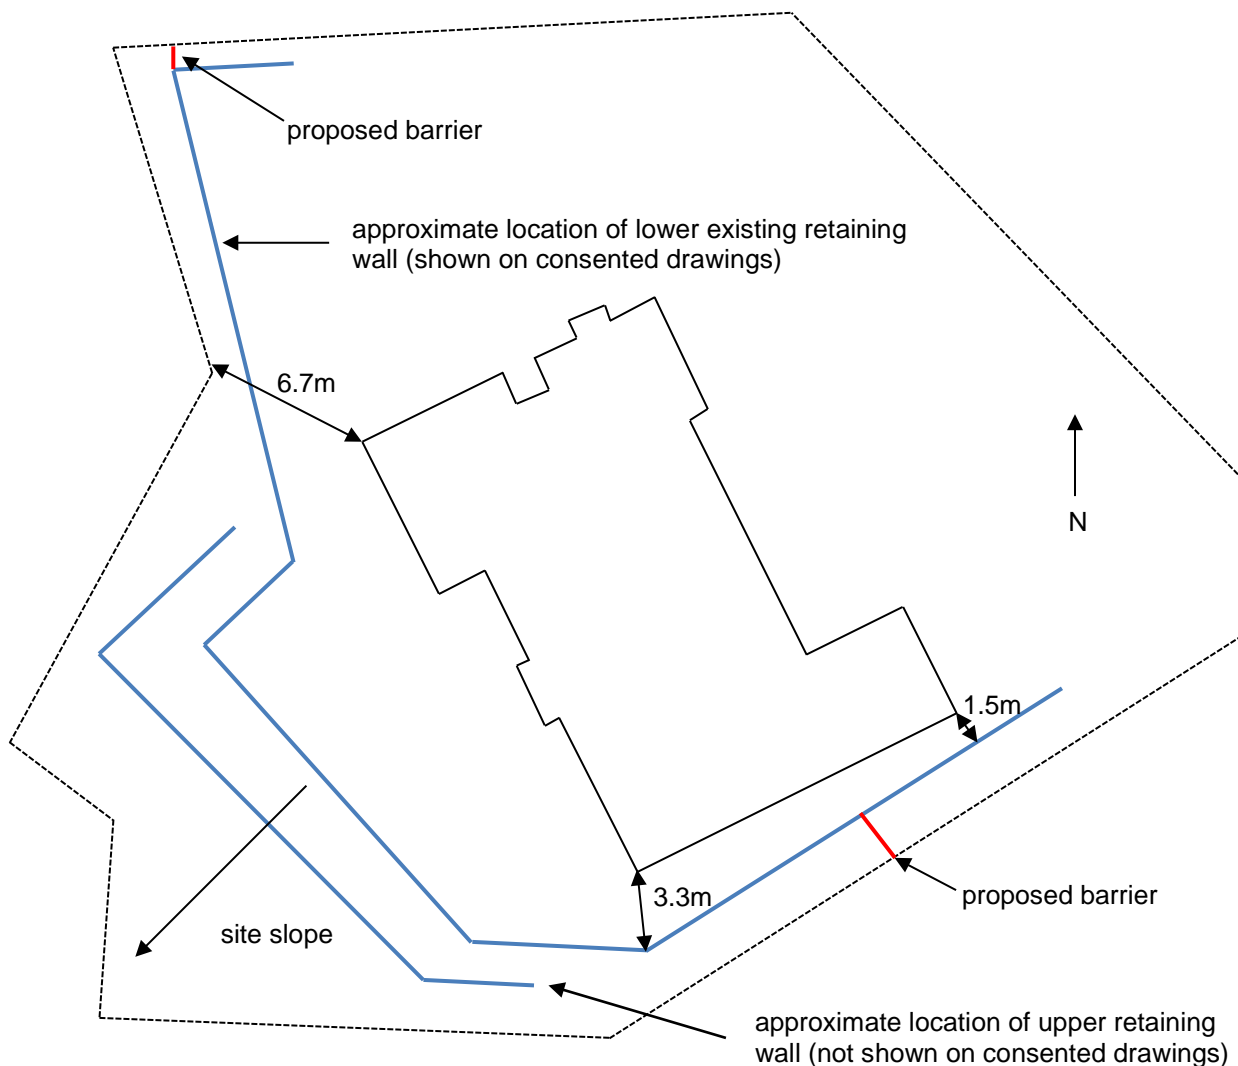 proposed barrier
approximate location of lower existing retaining
wall (shown on consented drawings)
6.7m
N
1.5m
3.3m
proposed barrier
site slope
approximate location of upper retaining
wall (not shown on consented drawings)